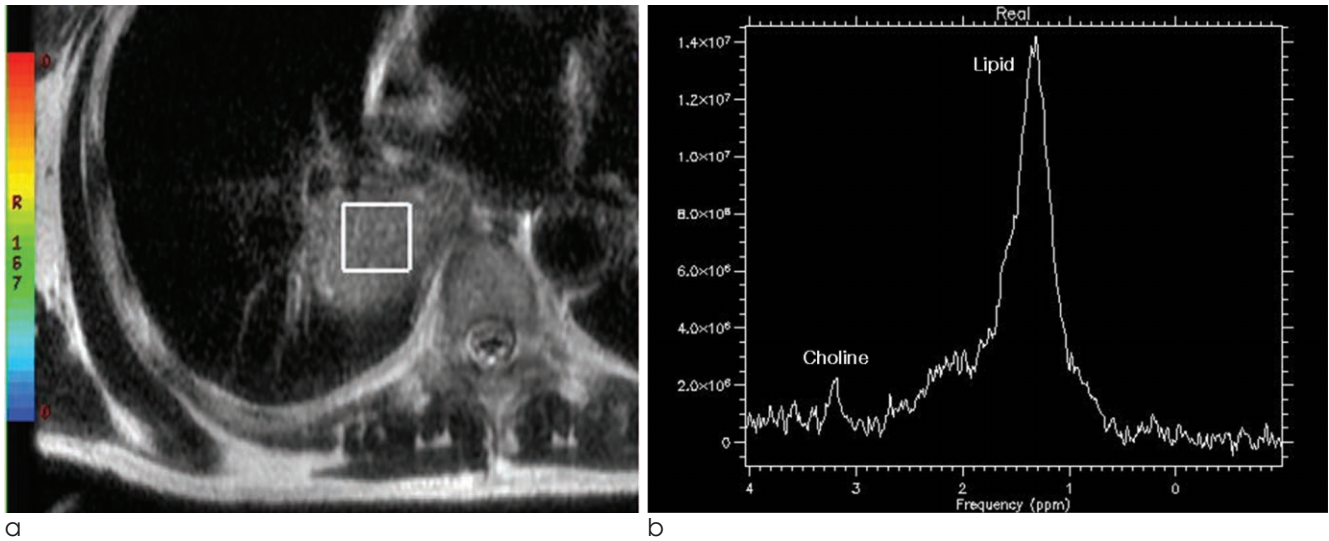 0
R
1
6
7
0
a
Real
1.4×10⁷
1.2×10⁷
1.0×10⁷
8.0×10⁶
6.0×10⁶
4.0×10⁶
2.0×10⁶
0
Lipid
Choline
4 3 2 1 0
Frequency (ppm)
b